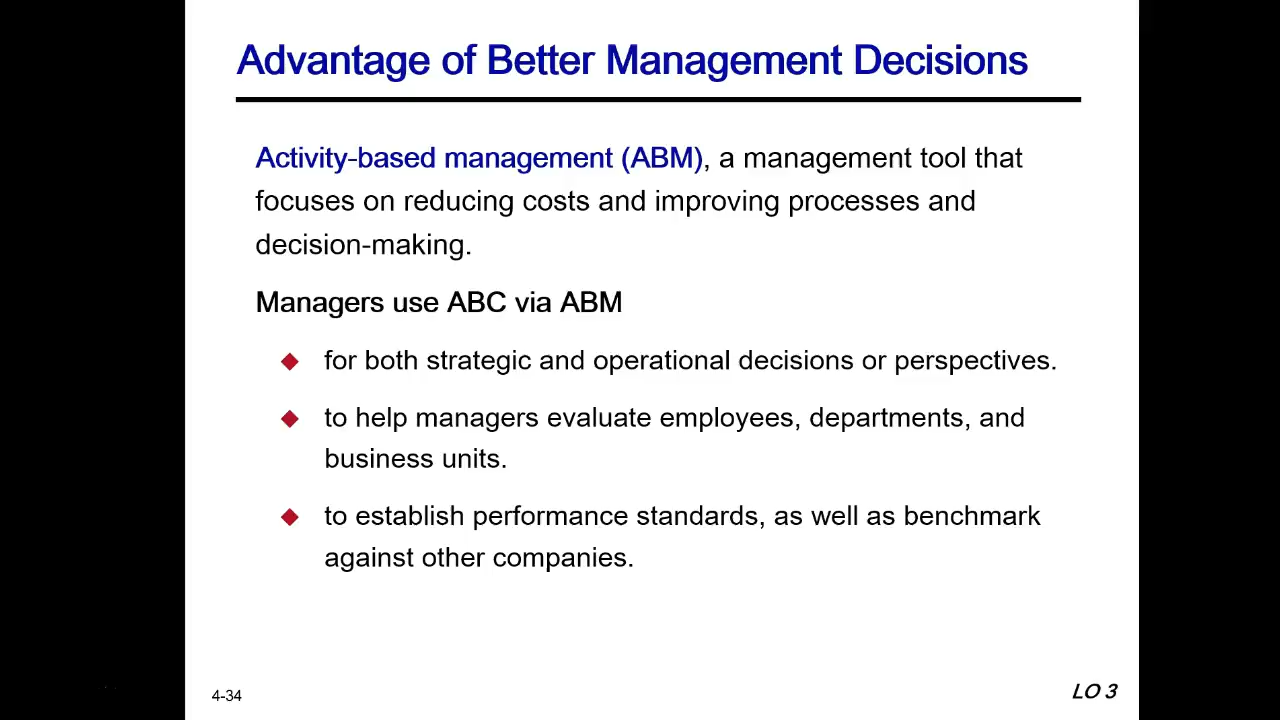 Advantage of Better Management Decisions
Activity-based management (ABM), a management tool that
focuses on reducing costs and improving processes and
decision-making.
Managers use ABC via ABM
for both strategic and operational decisions or perspectives.
to help managers evaluate employees, departments, and
business units.
to establish performance standards, as well as benchmark
against other companies.
4-34
LO 3